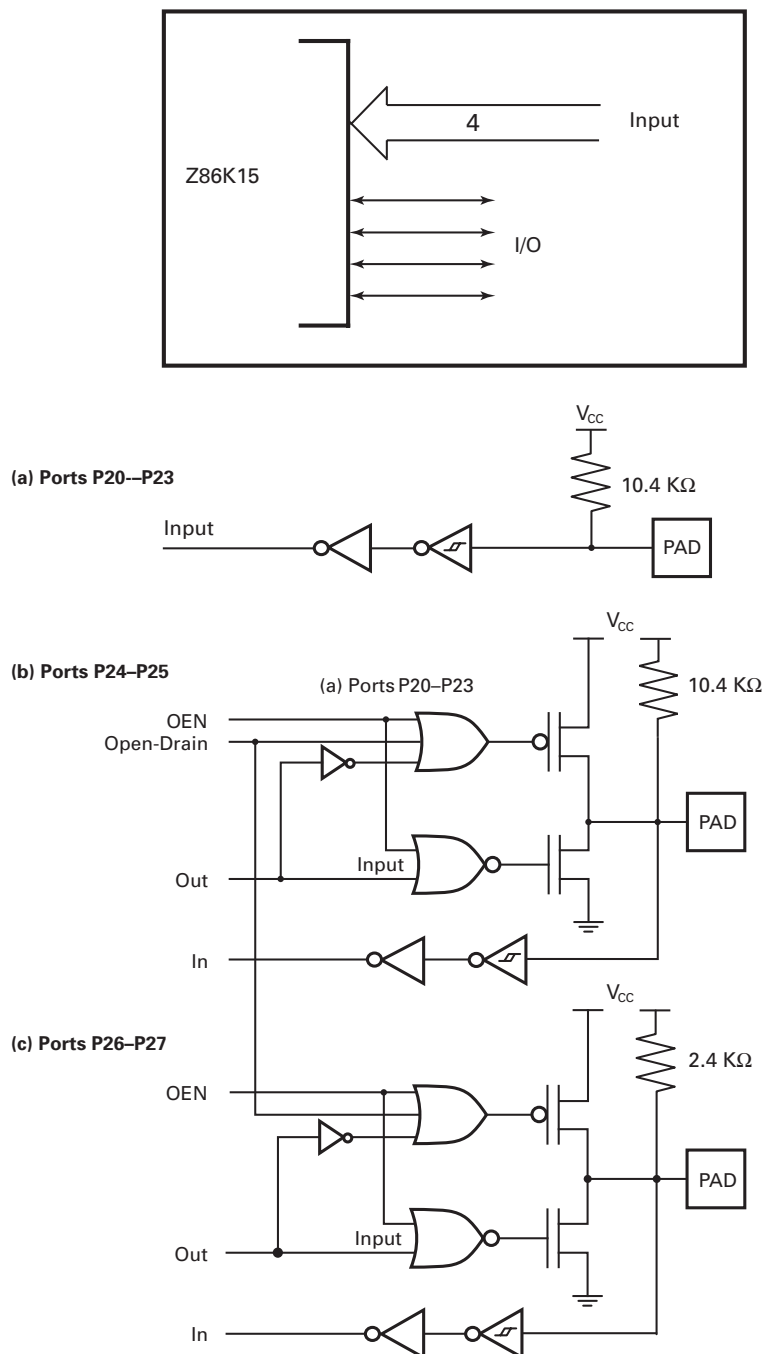 Z86K15
4
Input
I/O
VCC
(a) Ports P20-–P23
10.4 KΩ
Input
PAD
VCC
(b) Ports P24–P25
(a) Ports P20–P23
10.4 KΩ
OEN
Open-Drain
PAD
Input
Out
In
VCC
(c) Ports P26–P27
2.4 KΩ
OEN
PAD
Input
Out
In